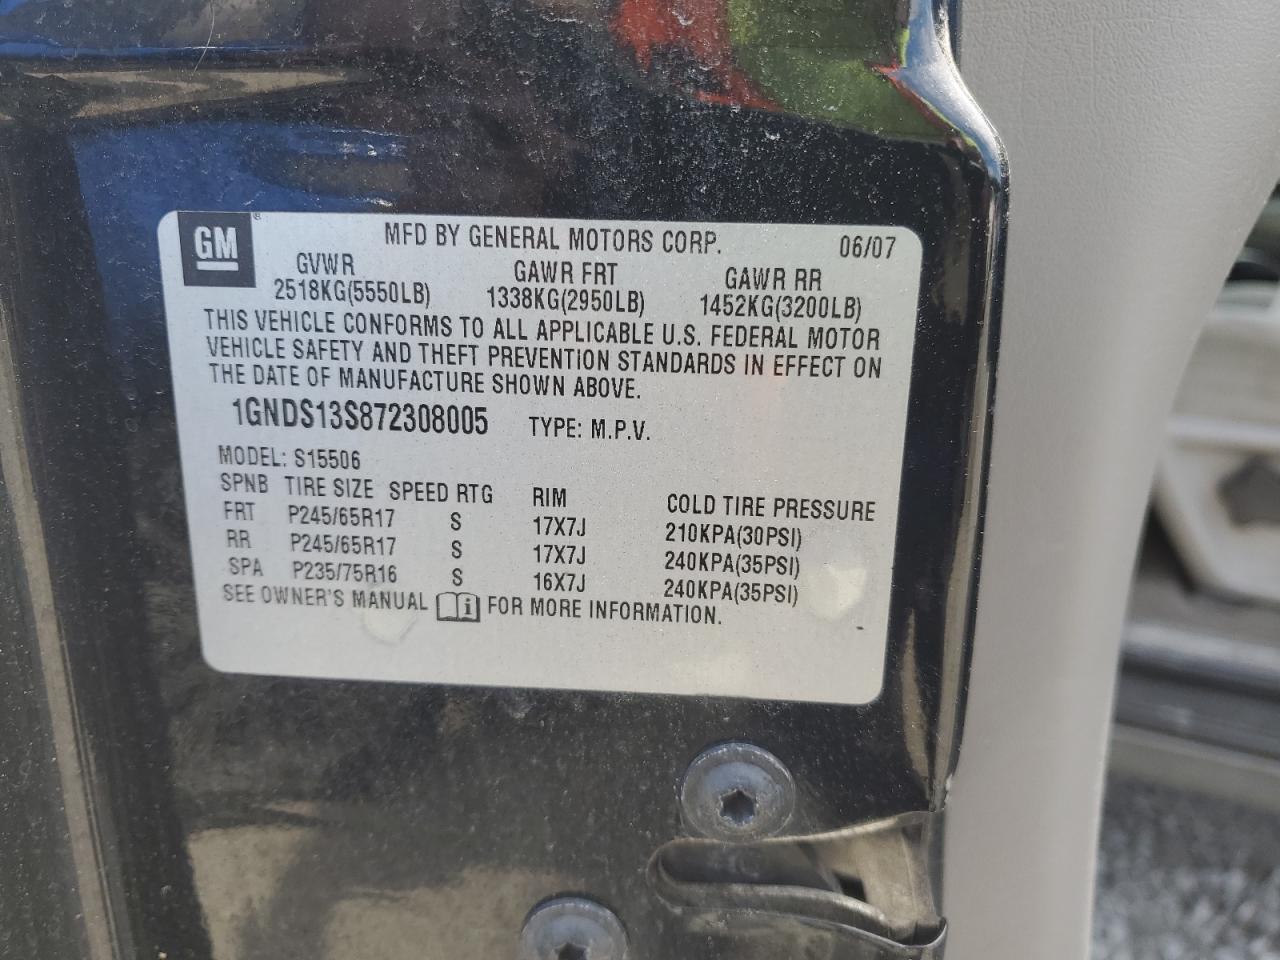 GM ®
MFD BY GENERAL MOTORS CORP. 06/07
GVWR GAWR FRT GAWR RR
2518KG(5550LB) 1338KG(2950LB) 1452KG(3200LB)
THIS VEHICLE CONFORMS TO ALL APPLICABLE U.S. FEDERAL MOTOR
VEHICLE SAFETY AND THEFT PREVENTION STANDARDS IN EFFECT ON
THE DATE OF MANUFACTURE SHOWN ABOVE.
1GNDS13S872308005 TYPE: M.P.V.
MODEL: S15506
SPNB TIRE SIZE SPEED RTG RIM COLD TIRE PRESSURE
FRT P245/65R17 S 17X7J 210KPA(30PSI)
RR P245/65R17 S 17X7J 240KPA(35PSI)
SPA P235/75R16 S 16X7J 240KPA(35PSI)
SEE OWNER'S MANUAL i FOR MORE INFORMATION.